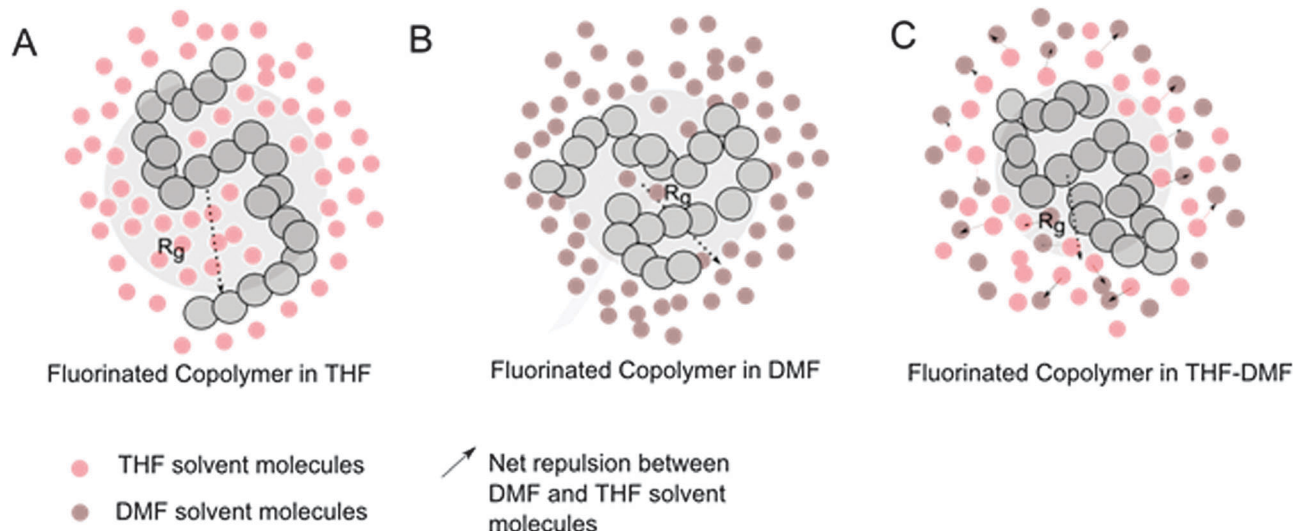 A
B
C
Rg
Rg
Rg
Fluorinated Copolymer in THF
Fluorinated Copolymer in DMF
Fluorinated Copolymer in THF-DMF
THF solvent molecules
DMF solvent molecules
Net repulsion between
DMF and THF solvent
molecules